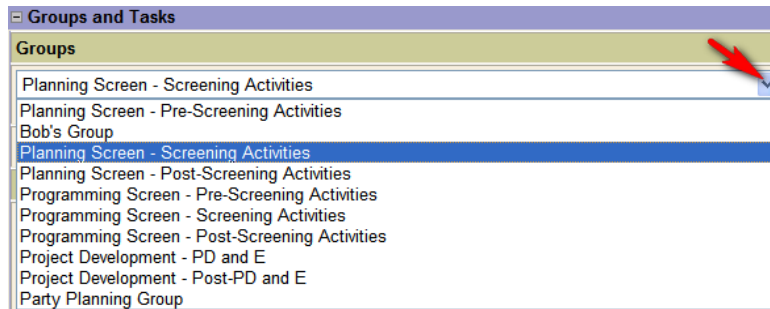 Groups and Tasks
Groups
Planning Screen - Screening Activities
Planning Screen - Pre-Screening Activities
Bob's Group
Planning Screen - Screening Activities
Planning Screen - Post-Screening Activities
Programming Screen - Pre-Screening Activities
Programming Screen - Screening Activities
Programming Screen - Post-Screening Activities
Project Development - PD and E
Project Development - Post-PD and E
Party Planning Group